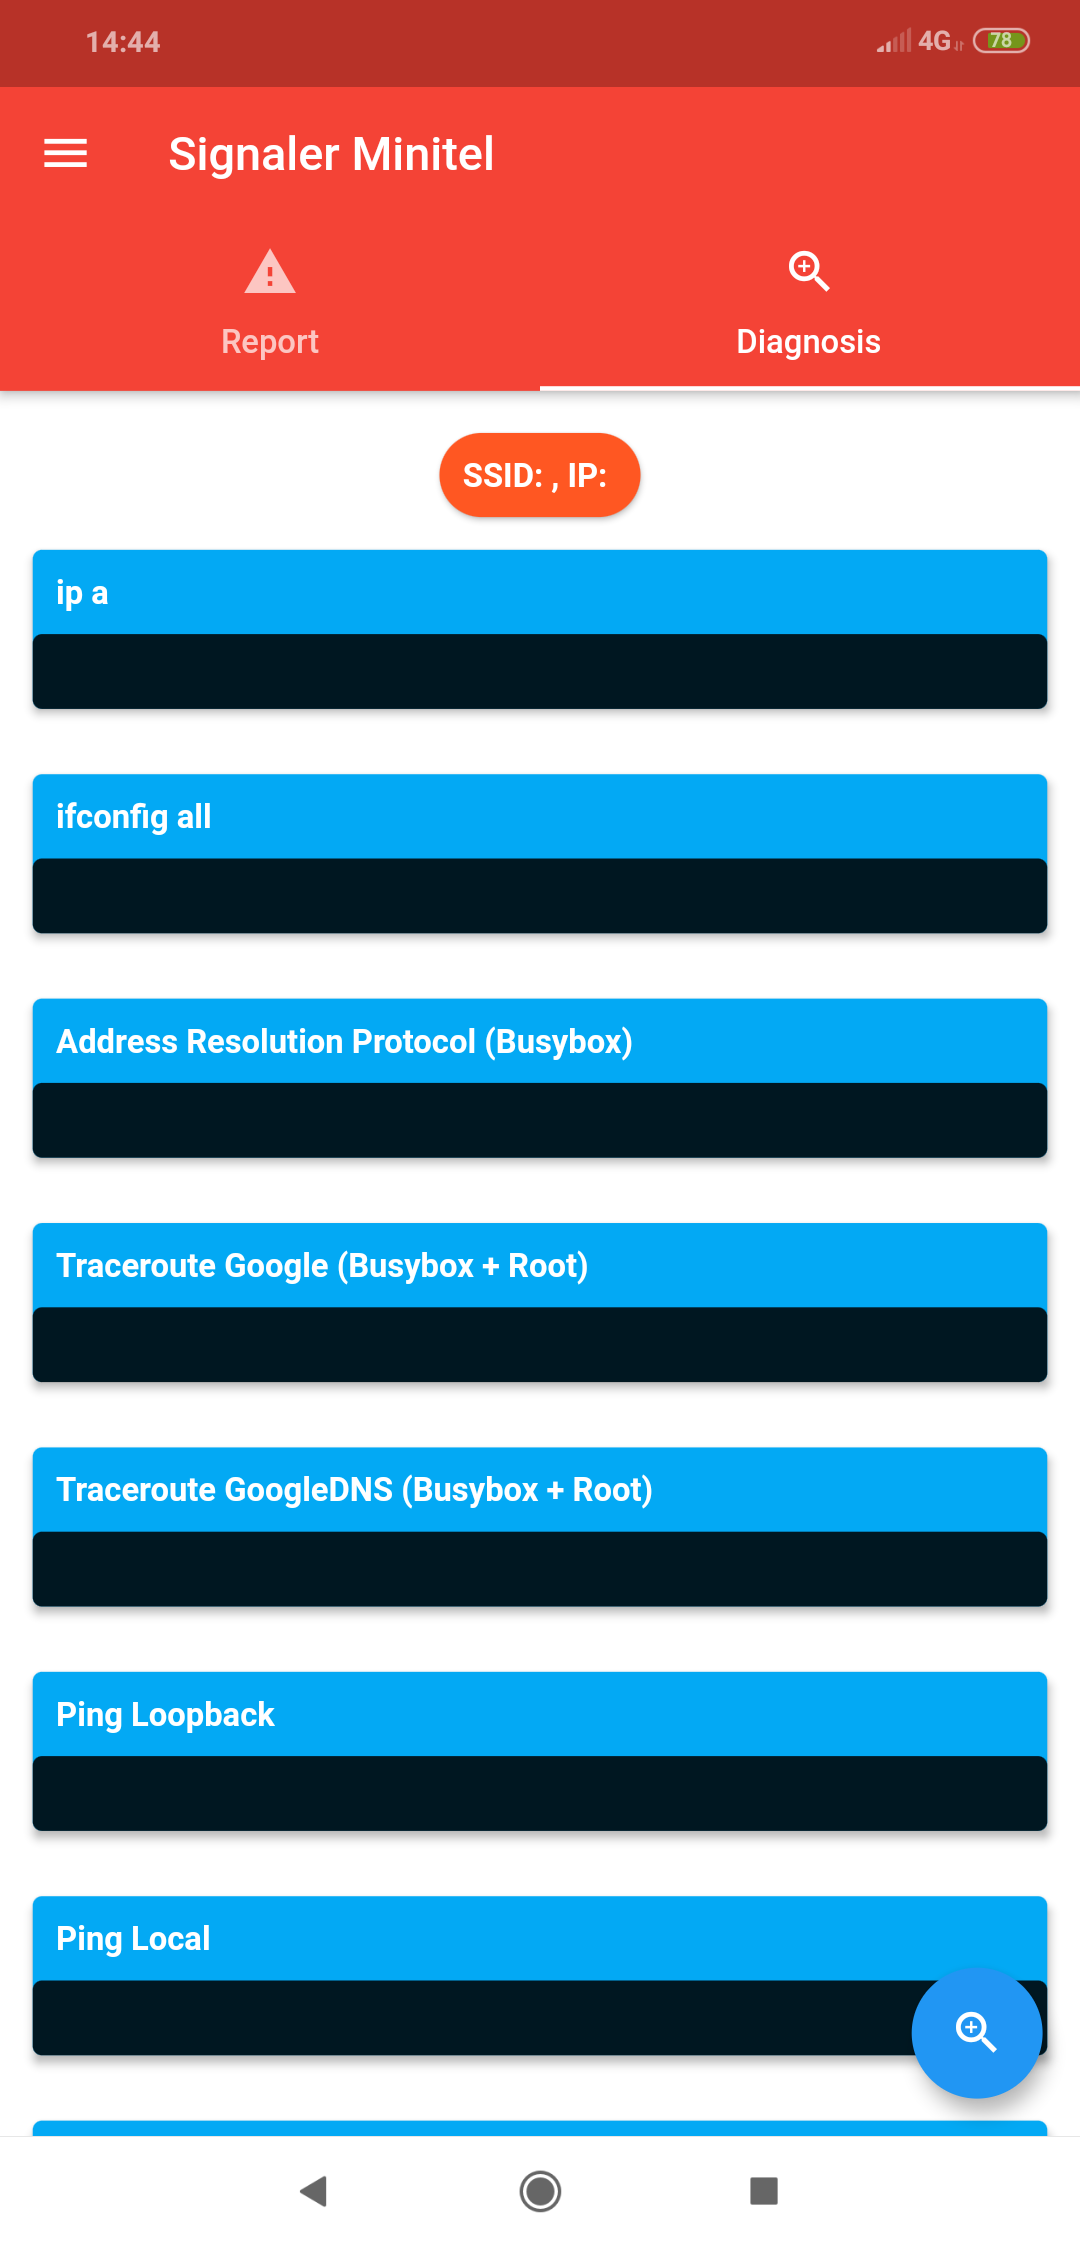 14:44
4G
78
Signaler Minitel
Report
Diagnosis
SSID: , IP:
ip a
ifconfig all
Address Resolution Protocol (Busybox)
Traceroute Google (Busybox + Root)
Traceroute GoogleDNS (Busybox + Root)
Ping Loopback
Ping Local